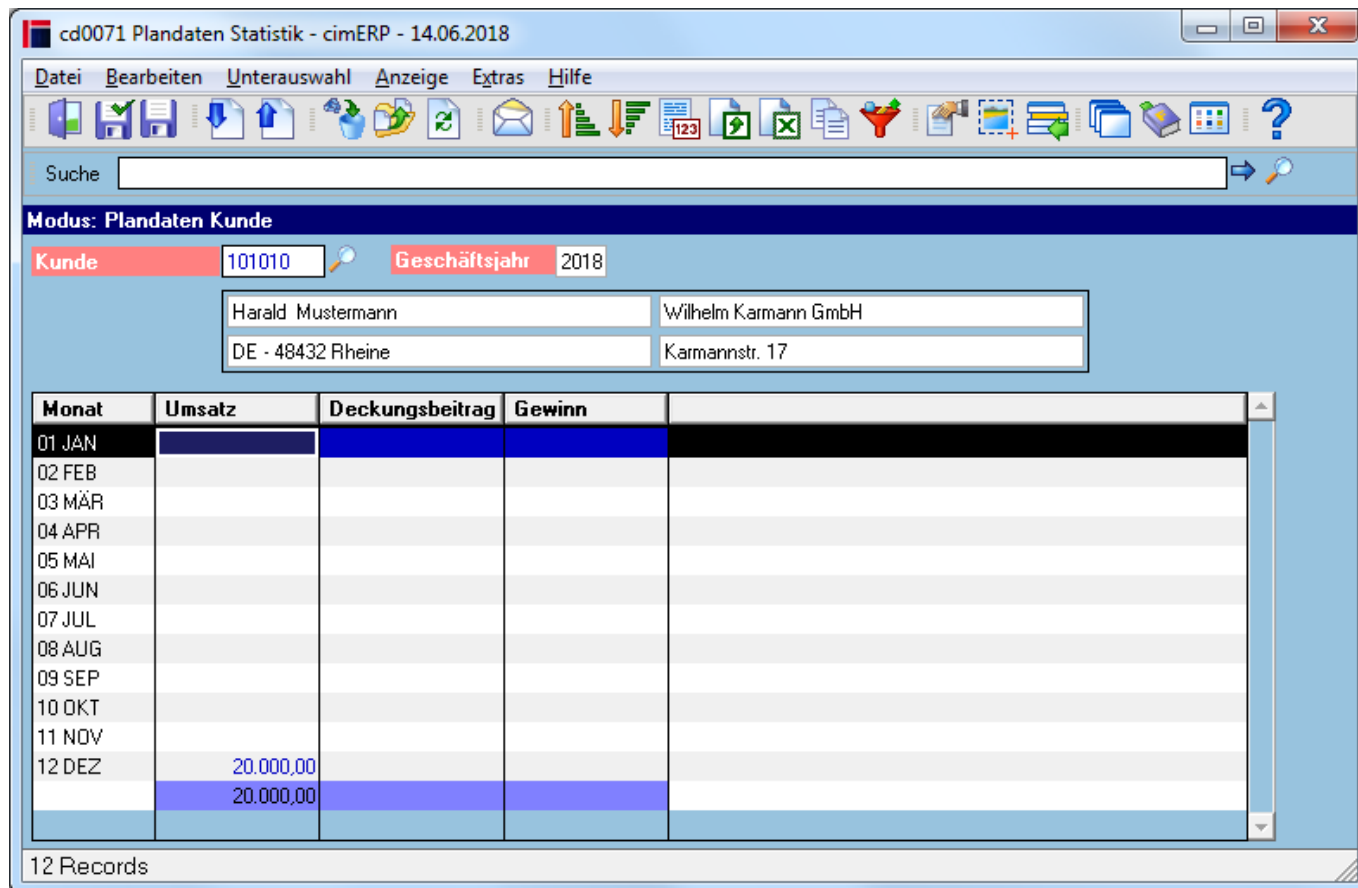 cd0071 Plandaten Statistik - cimERP - 14.06.2018
Datei Bearbeiten Unterauswahl Anzeige Extras Hilfe
123
Suche
Modus: Plandaten Kunde
Kunde 101010 Geschäftsjahr 2018
Harald Mustermann Wilhelm Karmann GmbH
DE - 48432 Rheine Karmannstr. 17
Monat Umsatz Deckungsbeitrag Gewinn
01 JAN
02 FEB
03 MÄR
04 APR
05 MAI
06 JUN
07 JUL
08 AUG
09 SEP
10 OKT
11 NOV
12 DEZ 20.000,00
20.000,00
12 Records